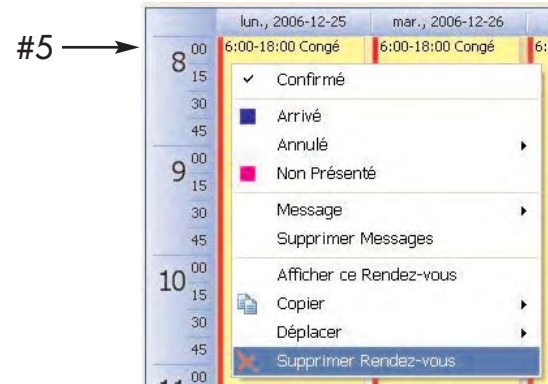 lun., 2006-12-25 mar., 2006-12-26
#5
8 00 6:00-18:00 Congé 6:00-18:00 Congé 6:
15
30
45
9 00
15
30
45
10 00
15
30
45
11 00
Confirmé
Arrivé
Annulé
Non Présenté
Message
Supprimer Messages
Afficher ce Rendez-vous
Copier
Déplacer
Supprimer Rendez-vous